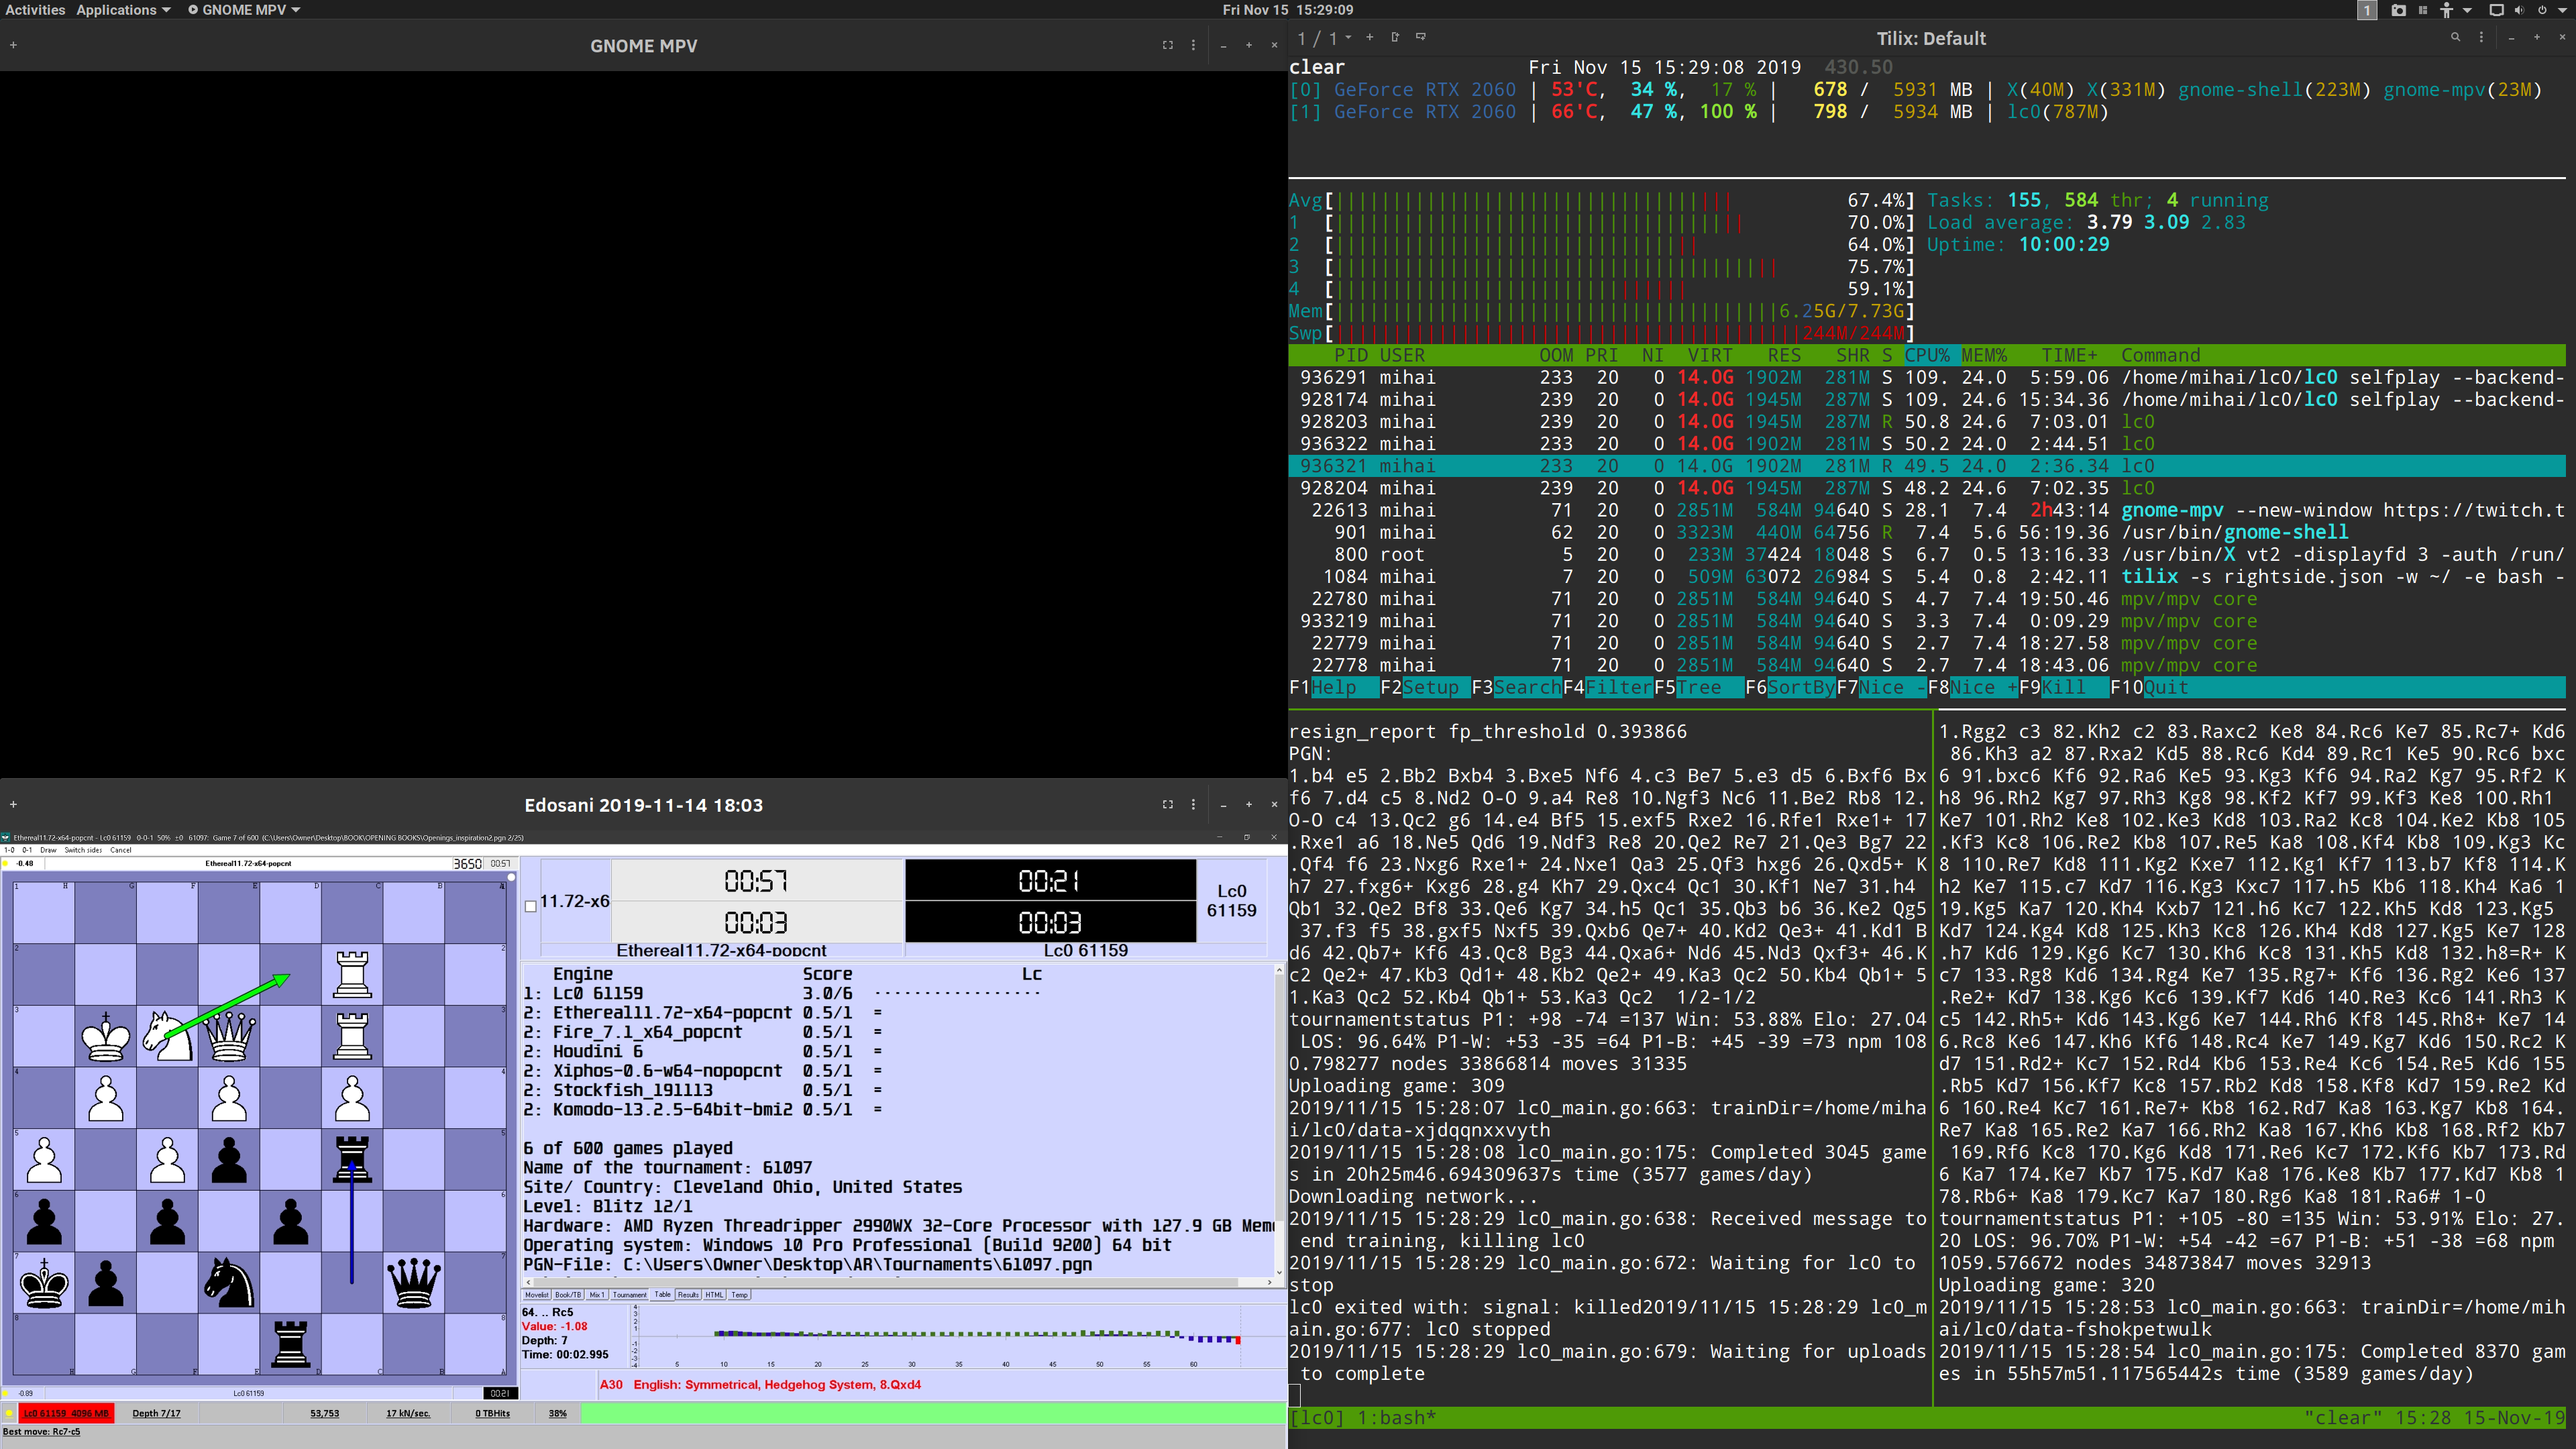 Activities Applications GNOME MPV Fri Nov 15 15:29:09 1
GNOME MPV
1 / 1 Tilix: Default
clear Fri Nov 15 15:29:08 2019 430.50
[0] GeForce RTX 2060 | 53'C, 34 %, 17 % | 678 / 5931 MB | X(40M) X(331M) gnome-shell(223M) gnome-mpv(23M)
[1] GeForce RTX 2060 | 66'C, 47 %, 100 % | 798 / 5934 MB | lc0(787M)
Avg[ 67.4%] Tasks: 155, 584 thr; 4 running
1 [ 70.0%] Load average: 3.79 3.09 2.83
2 [ 64.0%] Uptime: 10:00:29
3 [ 75.7%]
4 [ 59.1%]
Mem[ 6.25G/7.73G]
Swp[ 244M/244M]
PID USER OOM PRI NI VIRT RES SHR S CPU% MEM% TIME+ Command
936291 mihai 233 20 0 14.0G 1902M 281M S 109. 24.0 5:59.06 /home/mihai/lc0/lc0 selfplay --backend-
928174 mihai 239 20 0 14.0G 1945M 287M S 109. 24.6 15:34.36 /home/mihai/lc0/lc0 selfplay --backend-
928203 mihai 239 20 0 14.0G 1945M 287M R 50.8 24.6 7:03.01 lc0
936322 mihai 233 20 0 14.0G 1902M 281M S 50.2 24.0 2:44.51 lc0
936321 mihai 233 20 0 14.0G 1902M 281M R 49.5 24.0 2:36.34 lc0
928204 mihai 239 20 0 14.0G 1945M 287M S 48.2 24.6 7:02.35 lc0
22613 mihai 71 20 0 2851M 584M 94640 S 28.1 7.4 2h43:14 gnome-mpv --new-window https://twitch.t
901 mihai 62 20 0 3323M 440M 64756 R 7.4 5.6 56:19.36 /usr/bin/gnome-shell
800 root 5 20 0 233M 37424 18048 S 6.7 0.5 13:16.33 /usr/bin/X vt2 -displayfd 3 -auth /run/
1084 mihai 7 20 0 509M 63072 26984 S 5.4 0.8 2:42.11 tilix -s rightside.json -w ~/ -e bash -
22780 mihai 71 20 0 2851M 584M 94640 S 4.7 7.4 19:50.46 mpv/mpv core
933219 mihai 71 20 0 2851M 584M 94640 S 3.3 7.4 0:09.29 mpv/mpv core
22779 mihai 71 20 0 2851M 584M 94640 S 2.7 7.4 18:27.58 mpv/mpv core
22778 mihai 71 20 0 2851M 584M 94640 S 2.7 7.4 18:43.06 mpv/mpv core
F1Help F2Setup F3SearchF4FilterF5Tree F6SortByF7Nice -F8Nice +F9Kill F10Quit
resign_report fp_threshold 0.393866
PGN:
1.b4 e5 2.Bb2 Bxb4 3.Bxe5 Nf6 4.c3 Be7 5.e3 d5 6.Bxf6 Bx
f6 7.d4 c5 8.Nd2 O-O 9.a4 Re8 10.Ngf3 Nc6 11.Be2 Rb8 12.
O-O c4 13.Qc2 g6 14.e4 Bf5 15.exf5 Rxe2 16.Rfe1 Rxe1+ 17
.Rxe1 a6 18.Ne5 Qd6 19.Ndf3 Re8 20.Qe2 Re7 21.Qe3 Bg7 22
.Qf4 f6 23.Nxg6 Rxe1+ 24.Nxe1 Qa3 25.Qf3 hxg6 26.Qxd5+ K
h7 27.fxg6+ Kxg6 28.g4 Kh7 29.Qxc4 Qc1 30.Kf1 Ne7 31.h4
Qb1 32.Qe2 Bf8 33.Qe6 Kg7 34.h5 Qc1 35.Qb3 b6 36.Ke2 Qg5
37.f3 f5 38.gxf5 Nxf5 39.Qxb6 Qe7+ 40.Kd2 Qe3+ 41.Kd1 B
d6 42.Qb7+ Kf6 43.Qc8 Bg3 44.Qxa6+ Nd6 45.Nd3 Qxf3+ 46.K
c2 Qe2+ 47.Kb3 Qd1+ 48.Kb2 Qe2+ 49.Ka3 Qc2 50.Kb4 Qb1+ 5
1.Ka3 Qc2 52.Kb4 Qb1+ 53.Ka3 Qc2 1/2-1/2
tournamentstatus P1: +98 -74 =137 Win: 53.88% Elo: 27.04
LOS: 96.64% P1-W: +53 -35 =64 P1-B: +45 -39 =73 npm 108
0.798277 nodes 33866814 moves 31335
Uploading game: 309
2019/11/15 15:28:07 lc0_main.go:663: trainDir=/home/miha
i/lc0/data-xjdqqnxxvyth
2019/11/15 15:28:08 lc0_main.go:175: Completed 3045 game
s in 20h25m46.694309637s time (3577 games/day)
Downloading network...
2019/11/15 15:28:29 lc0_main.go:638: Received message to
end training, killing lc0
2019/11/15 15:28:29 lc0_main.go:672: Waiting for lc0 to
stop
lc0 exited with: signal: killed2019/11/15 15:28:29 lc0_m
ain.go:677: lc0 stopped
2019/11/15 15:28:29 lc0_main.go:679: Waiting for uploads
to complete
1.Rgg2 c3 82.Kh2 c2 83.Raxc2 Ke8 84.Rc6 Ke7 85.Rc7+ Kd6
86.Kh3 a2 87.Rxa2 Kd5 88.Rc6 Kd4 89.Rc1 Ke5 90.Rc6 bxc
6 91.bxc6 Kf6 92.Ra6 Ke5 93.Kg3 Kf6 94.Ra2 Kg7 95.Rf2 K
h8 96.Rh2 Kg7 97.Rh3 Kg8 98.Kf2 Kf7 99.Kf3 Ke8 100.Rh1
Ke7 101.Rh2 Ke8 102.Ke3 Kd8 103.Ra2 Kc8 104.Ke2 Kb8 105
.Kf3 Kc8 106.Re2 Kb8 107.Re5 Ka8 108.Kf4 Kb8 109.Kg3 Kc
8 110.Re7 Kd8 111.Kg2 Kxe7 112.Kg1 Kf7 113.b7 Kf8 114.K
h2 Ke7 115.c7 Kd7 116.Kg3 Kxc7 117.h5 Kb6 118.Kh4 Ka6 1
19.Kg5 Ka7 120.Kh4 Kxb7 121.h6 Kc7 122.Kh5 Kd8 123.Kg5
Kd7 124.Kg4 Kd8 125.Kh3 Kc8 126.Kh4 Kd8 127.Kg5 Ke7 128
.h7 Kd6 129.Kg6 Kc7 130.Kh6 Kc8 131.Kh5 Kd8 132.h8=R+ K
c7 133.Rg8 Kd6 134.Rg4 Ke7 135.Rg7+ Kf6 136.Rg2 Ke6 137
.Re2+ Kd7 138.Kg6 Kc6 139.Kf7 Kd6 140.Re3 Kc6 141.Rh3 K
c5 142.Rh5+ Kd6 143.Kg6 Ke7 144.Rh6 Kf8 145.Rh8+ Ke7 14
6.Rc8 Ke6 147.Kh6 Kf6 148.Rc4 Ke7 149.Kg7 Kd6 150.Rc2 K
d7 151.Rd2+ Kc7 152.Rd4 Kb6 153.Re4 Kc6 154.Re5 Kd6 155
.Rb5 Kd7 156.Kf7 Kc8 157.Rb2 Kd8 158.Kf8 Kd7 159.Re2 Kd
6 160.Re4 Kc7 161.Re7+ Kb8 162.Rd7 Ka8 163.Kg7 Kb8 164.
Re7 Ka8 165.Re2 Ka7 166.Rh2 Ka8 167.Kh6 Kb8 168.Rf2 Kb7
169.Rf6 Kc8 170.Kg6 Kd8 171.Re6 Kc7 172.Kf6 Kb7 173.Rd
6 Ka7 174.Ke7 Kb7 175.Kd7 Ka8 176.Ke8 Kb7 177.Kd7 Kb8 1
78.Rb6+ Ka8 179.Kc7 Ka7 180.Rg6 Ka8 181.Ra6# 1-0
tournamentstatus P1: +105 -80 =135 Win: 53.91% Elo: 27.
20 LOS: 96.70% P1-W: +54 -42 =67 P1-B: +51 -38 =68 npm
1059.576672 nodes 34873847 moves 32913
Uploading game: 320
2019/11/15 15:28:53 lc0_main.go:663: trainDir=/home/mih
ai/lc0/data-fshokpetwulk
2019/11/15 15:28:54 lc0_main.go:175: Completed 8370 gam
es in 55h57m51.117565442s time (3589 games/day)
[lc0] 1:bash* "clear" 15:28 15-Nov-19
Edosani 2019-11-14 18:03
Ethereal11.72-x64-popcnt - Lc0 61159 0-0-1 50% ±0 61097: Game 7 of 600 (C:\Users\Owner\Desktop\BOOK\OPENING BOOKS\Openings_inspiration2.pgn 2/25)
1-0 0-1 Draw Switch sides Cancel
-0.48 Ethereal11.72-x64-popcnt 3650 00:57
H G F E D C B A
1
2
3
4
5
6
7
8
H G F E D C B A
-0.89 Lc0 61159 00:21
11.72-x6 00:57 00:21 Lc0
00:03 00:03 61159
Ethereal11.72-x64-popcnt Lc0 61159
Engine Score Lc
1: Lc0 61159 3.0/6 -----------------
2: Ethereal11.72-x64-popcnt 0.5/1 =
2: Fire_7.1_x64_popcnt 0.5/1 =
2: Houdini 6 0.5/1 =
2: Xiphos-0.6-w64-nopopcnt 0.5/1 =
2: Stockfish_191113 0.5/1 =
2: Komodo-13.2.5-64bit-bmi2 0.5/1 =
6 of 600 games played
Name of the tournament: 61097
Site/ Country: Cleveland Ohio, United States
Level: Blitz 12/1
Hardware: AMD Ryzen Threadripper 2990WX 32-Core Processor with 127.9 GB Mem
Operating system: Windows 10 Pro Professional (Build 9200) 64 bit
PGN-File: C:\Users\Owner\Desktop\AR\Tournaments\61097.pgn
Movelist Book/TB Mix 1 Tournament Table Results HTML Temp
64. .. Rc5
Value: -1.08
Depth: 7
Time: 00:02.995
5 10 15 20 25 30 35 40 45 50 55 60
A30 English: Symmetrical, Hedgehog System, 8.Qxd4
Lc0 61159 4096 MB Depth 7/17 53,753 17 kN/sec. 0 TBHits 38%
Best move: Rc7-c5